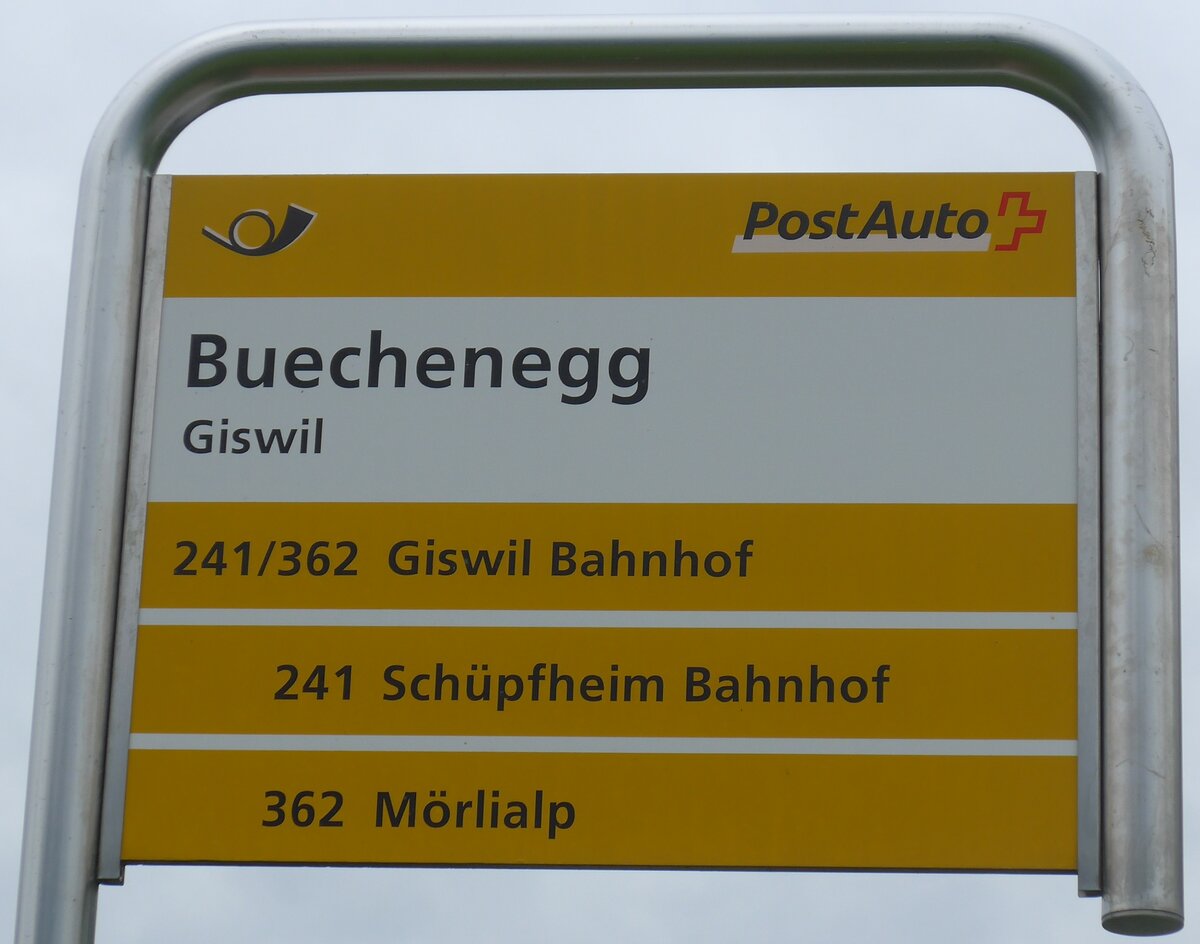 PostAuto
Buechenegg
Giswil
241/362 Giswil Bahnhof
241 Schüpfheim Bahnhof
362 Mörlialp